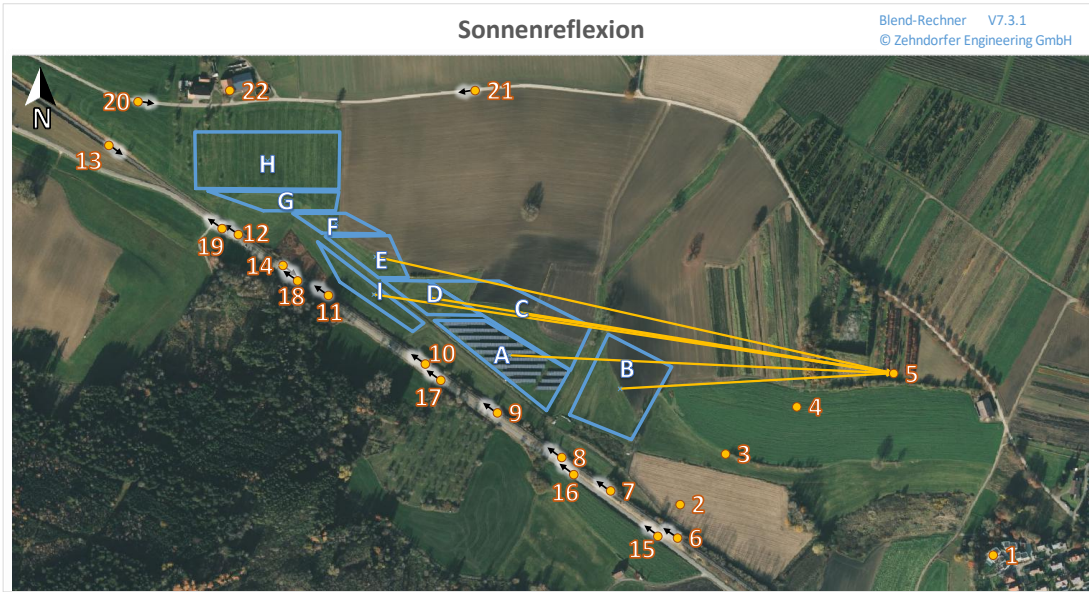 Sonnenreflexion
Blend-Rechner V7.3.1
© Zehndorfer Engineering GmbH
N
20
22
21
13
H
G
F
19
12
E
14
18
I
D
C
11
A
B
10
17
5
4
9
3
8
16
7
2
15
6
1